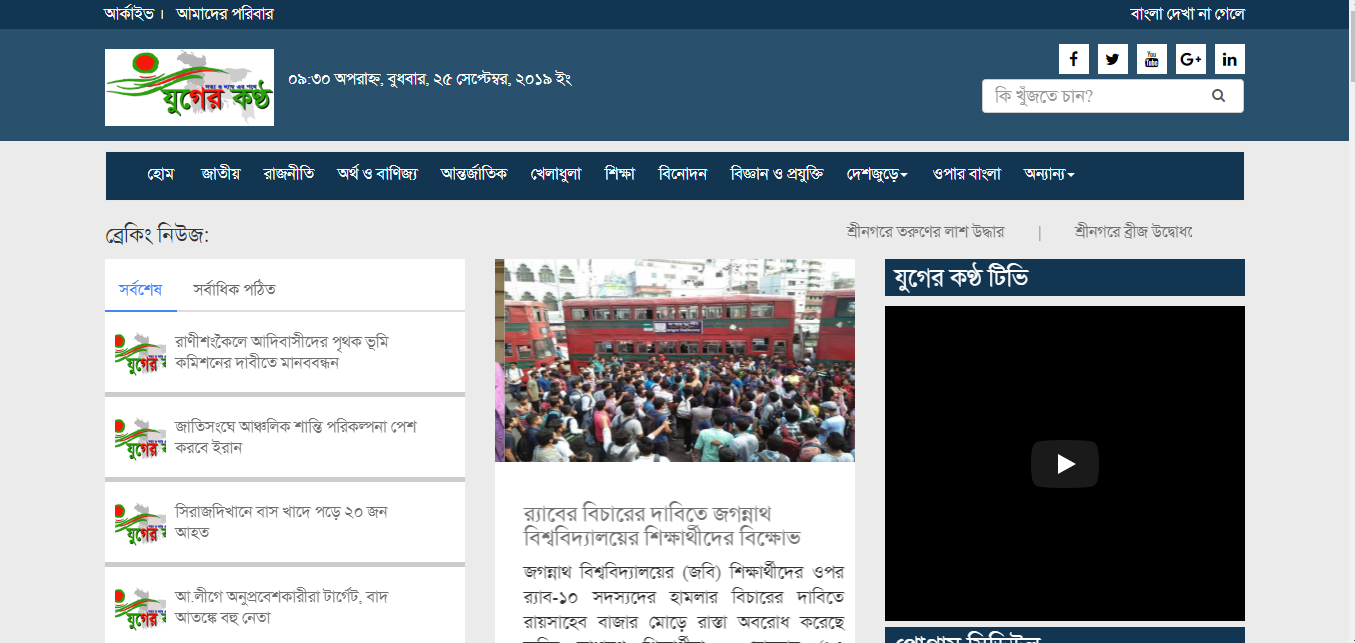 আর্কাইভ । আমাদের পরিবার
বাংলা দেখা না গেলে
যুগের কণ্ঠ
০৯:৩০ অপরাহ্ন, বুধবার, ২৫ সেপ্টেম্বর, ২০১৯ ইং
You Tube
G+
in
কি খুঁজতে চান?
হোম জাতীয় রাজনীতি অর্থ ও বাণিজ্য আন্তর্জাতিক খেলাধুলা শিক্ষা বিনোদন বিজ্ঞান ও প্রযুক্তি দেশজুড়ে ওপার বাংলা অন্যান্য
ব্রেকিং নিউজ:
শ্রীনগরে তরুণের লাশ উদ্ধার | শ্রীনগরে ব্রীজ উদ্বোধে
সর্বশেষ সর্বাধিক পঠিত
যুগের
রাণীশংকৈলে আদিবাসীদের পৃথক ভূমি
কমিশনের দাবীতে মানববন্ধন
যুগের
জাতিসংঘে আঞ্চলিক শান্তি পরিকল্পনা পেশ
করবে ইরান
যুগের
সিরাজদিখানে বাস খাদে পড়ে ২০ জন
আহত
যুগের
আ.লীগে অনুপ্রবেশকারীরা টার্গেট, বাদ
আতঙ্কে বহু নেতা
র‌্যাবের বিচারের দাবিতে জগন্নাথ
বিশ্ববিদ্যালয়ের শিক্ষার্থীদের বিক্ষোভ
জগন্নাথ বিশ্ববিদ্যালয়ের (জবি) শিক্ষার্থীদের ওপর
র‌্যাব-১০ সদস্যদের হামলার বিচারের দাবিতে
রায়সাহেব বাজার মোড়ে রাস্তা অবরোধ করেছে
যুগের কণ্ঠ টিভি